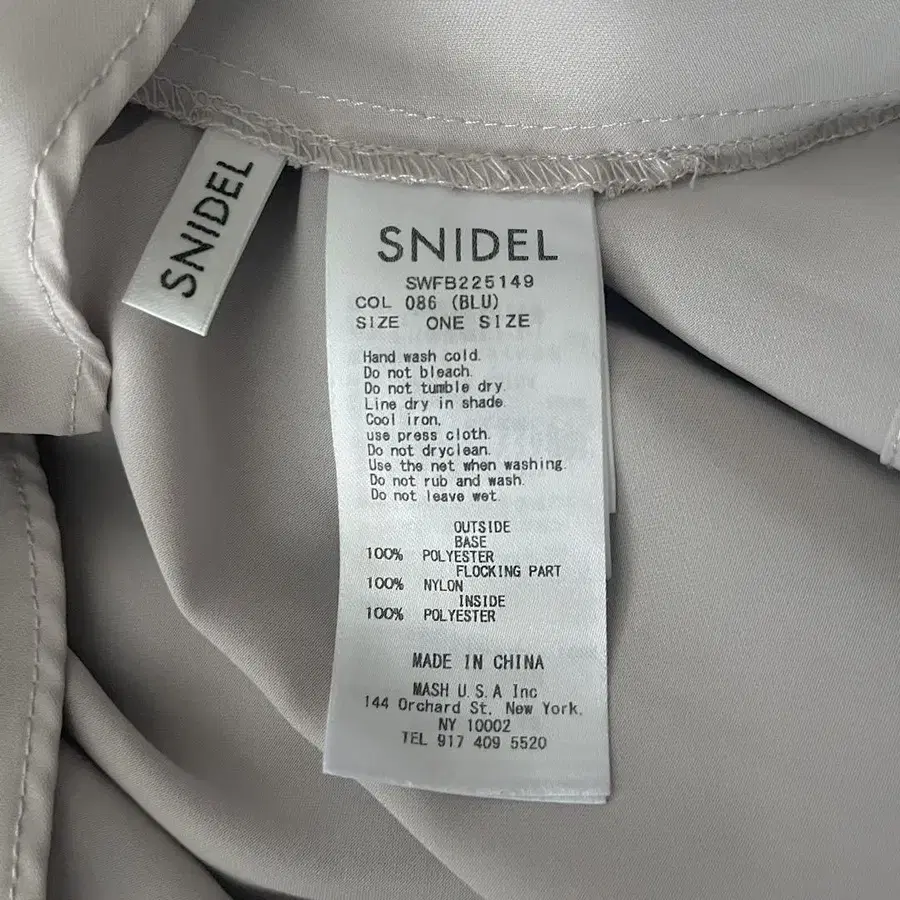 SNIDEL
SNIDEL
SWFB225149
COL 086 (BLU)
SIZE ONE SIZE
Hand wash cold.
Do not bleach.
Do not tumble dry.
Line dry in shade.
Cool iron,
use press cloth.
Do not dryclean.
Use the net when washing.
Do not rub and wash.
Do not leave wet.
OUTSIDE
BASE
100% POLYESTER
FLOCKING PART
100% NYLON
INSIDE
100% POLYESTER
MADE IN CHINA
MASH U.S.A Inc
144 Orchard St. New York,
NY 10002
TEL 917 409 5520